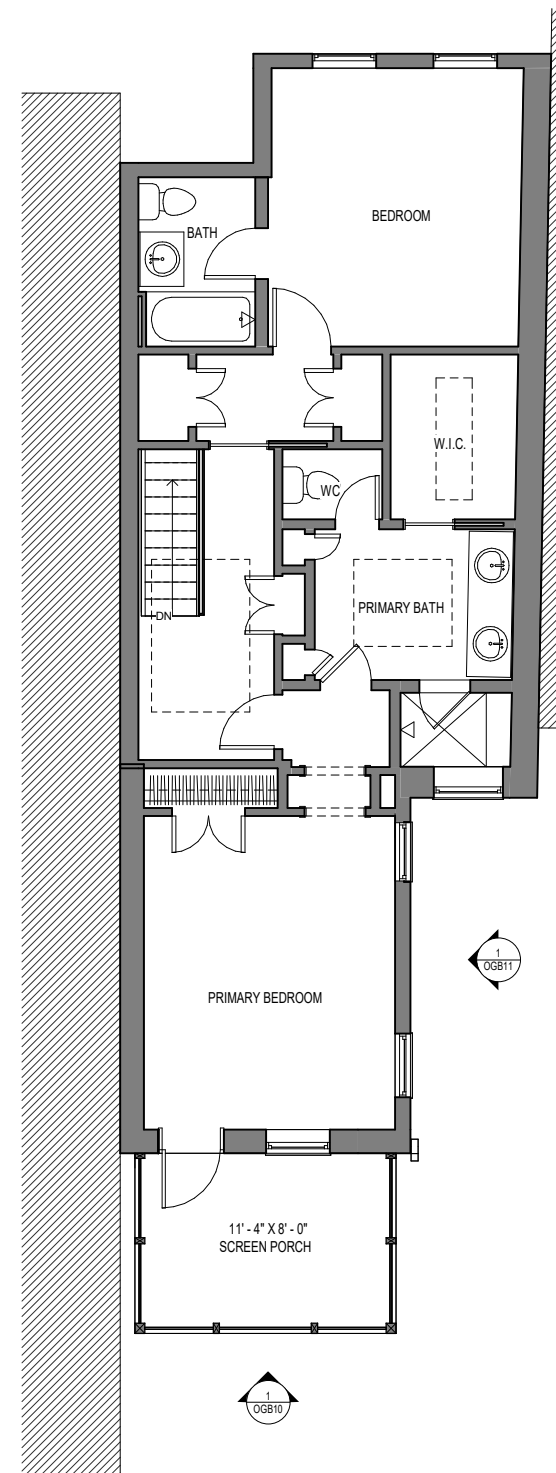 BEDROOM
BATH
W.I.C.
WC
PRIMARY BATH
DN
1
OGB11
PRIMARY BEDROOM
11' - 4" X 8' - 0"
SCREEN PORCH
1
OGB10